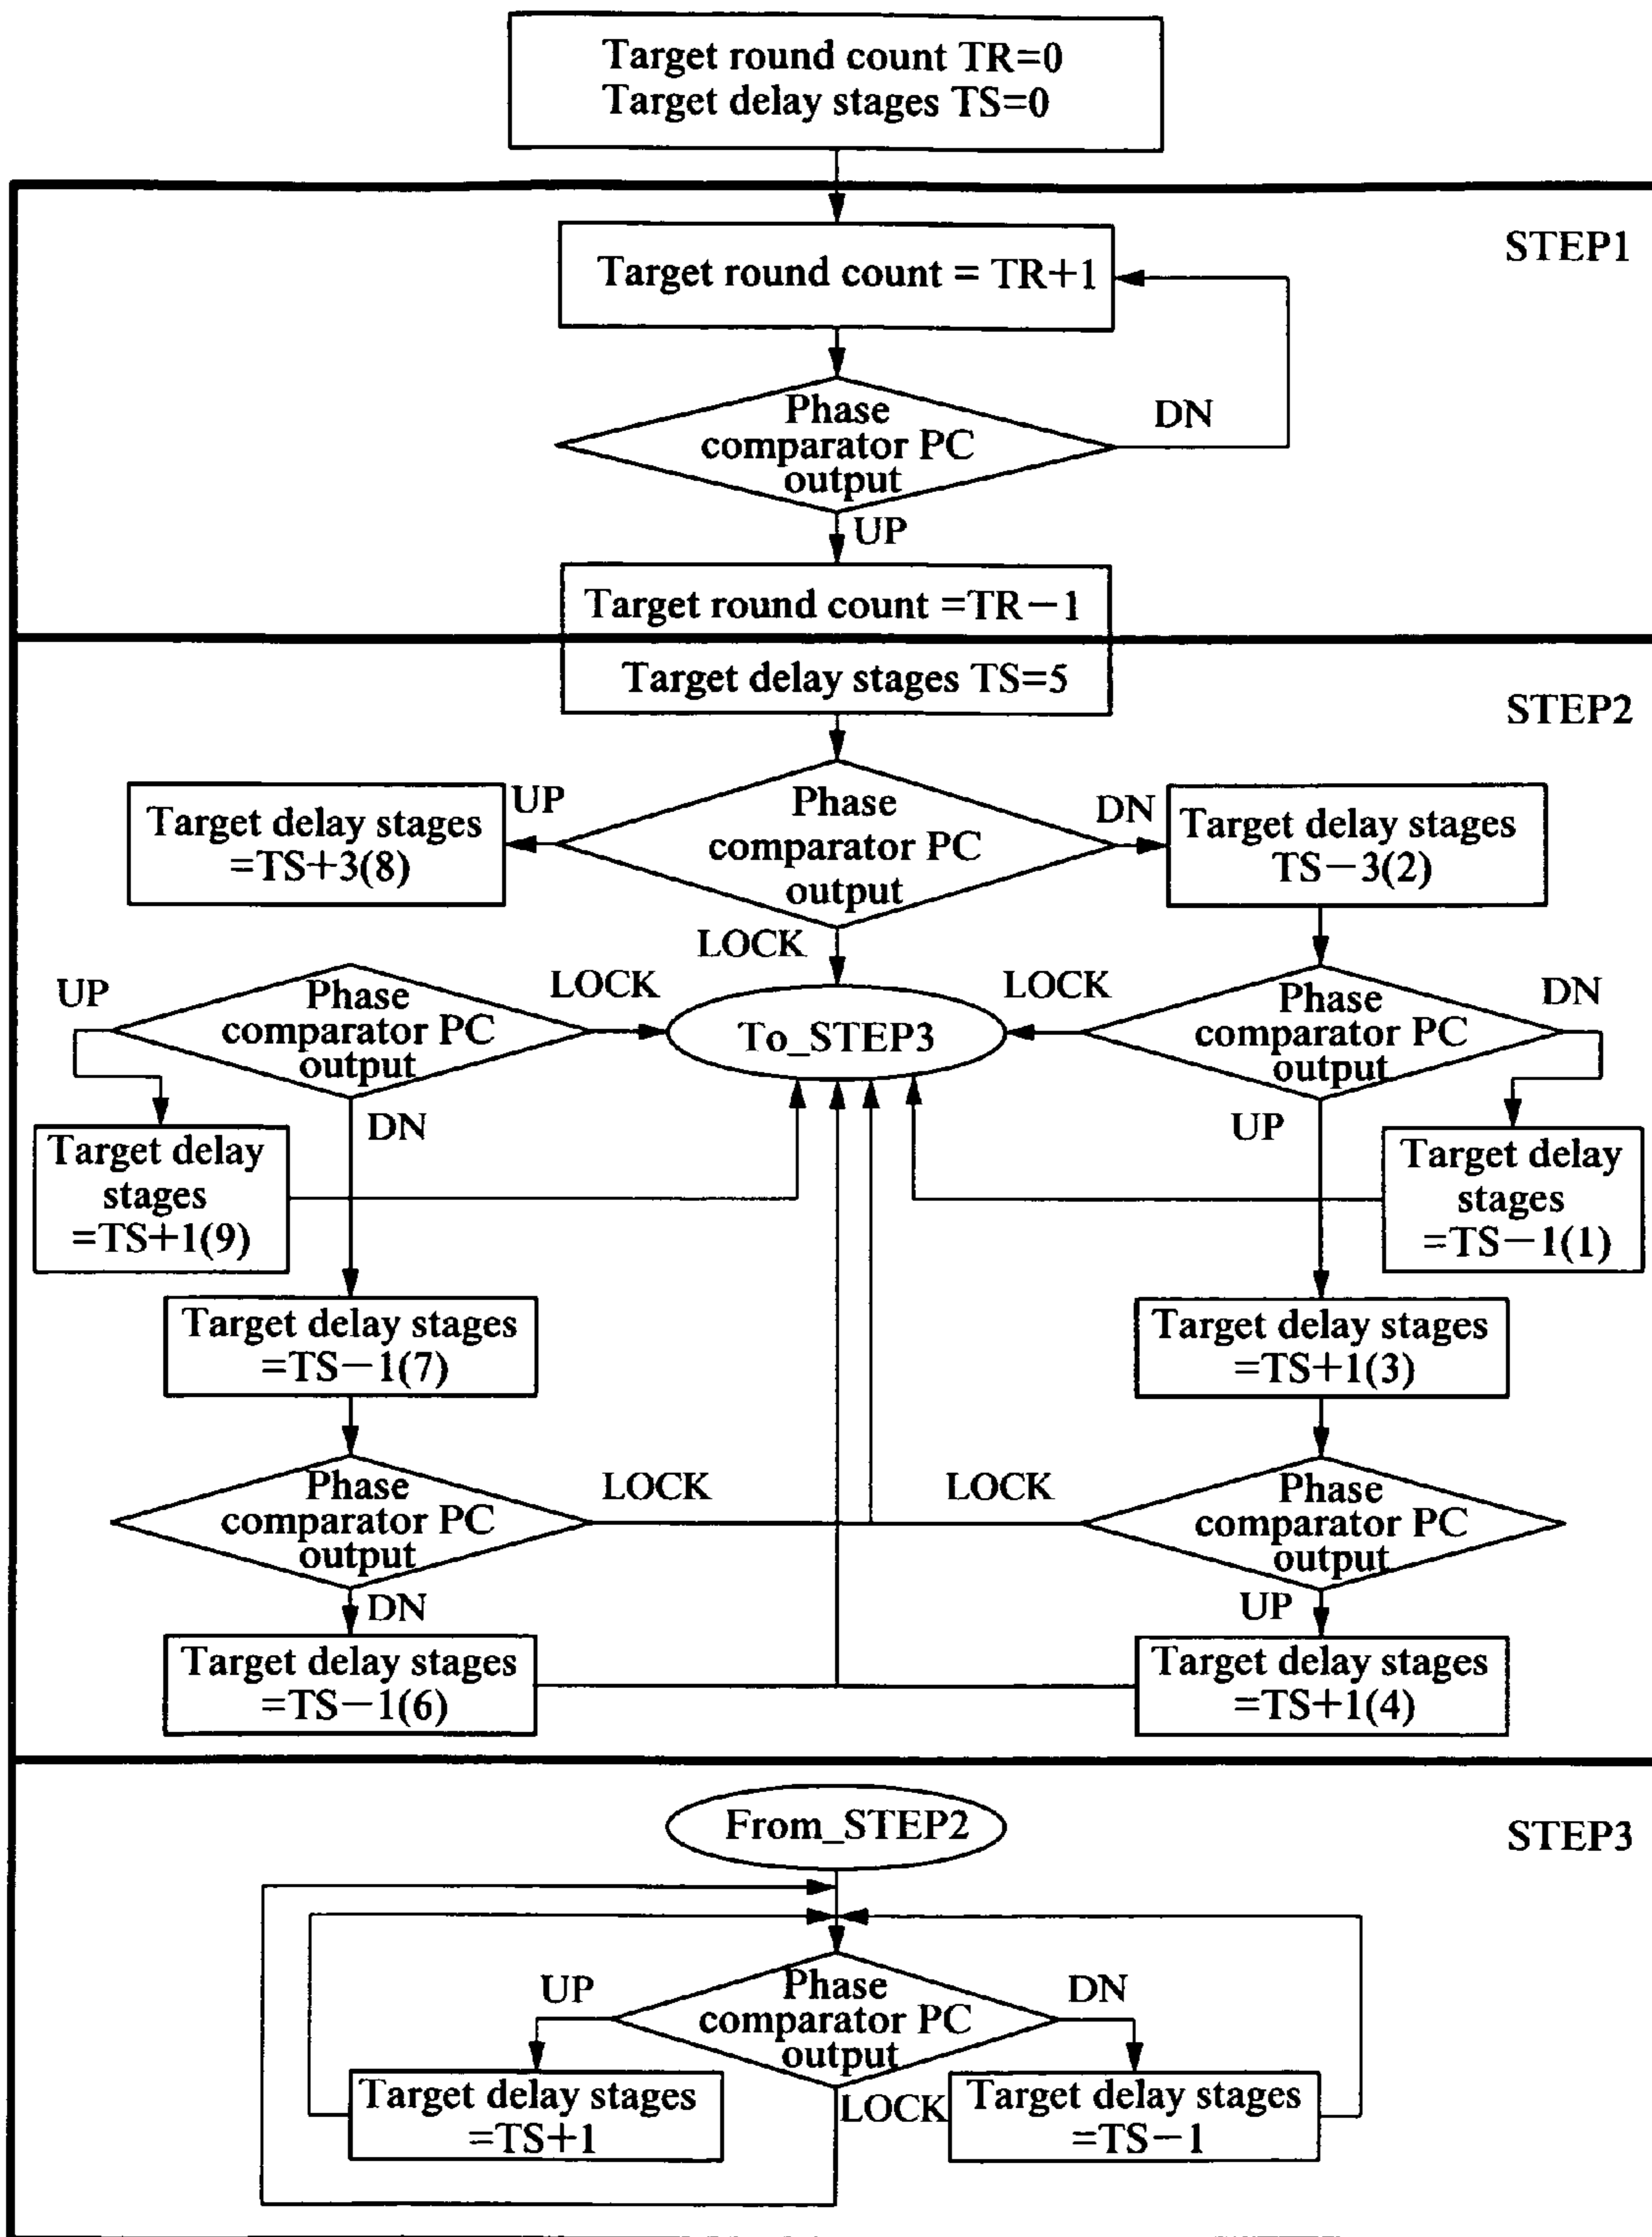 Target round count TR=0
Target delay stages TS=0
STEP1
Target round count = TR+1
Phase
comparator PC
output
DN
UP
Target round count =TR−1
Target delay stages TS=5
STEP2
UP
Phase
comparator PC
output
DN
Target delay stages
=TS+3(8)
Target delay stages
TS−3(2)
LOCK
UP
Phase
comparator PC
output
LOCK
To_STEP3
LOCK
Phase
comparator PC
output
DN
DN
UP
Target delay
stages
=TS+1(9)
Target delay
stages
=TS−1(1)
Target delay stages
=TS−1(7)
Target delay stages
=TS+1(3)
Phase
comparator PC
output
LOCK
LOCK
Phase
comparator PC
output
DN
UP
Target delay stages
=TS−1(6)
Target delay stages
=TS+1(4)
From_STEP2
STEP3
UP
Phase
comparator PC
output
DN
Target delay stages
=TS+1
LOCK
Target delay stages
=TS−1